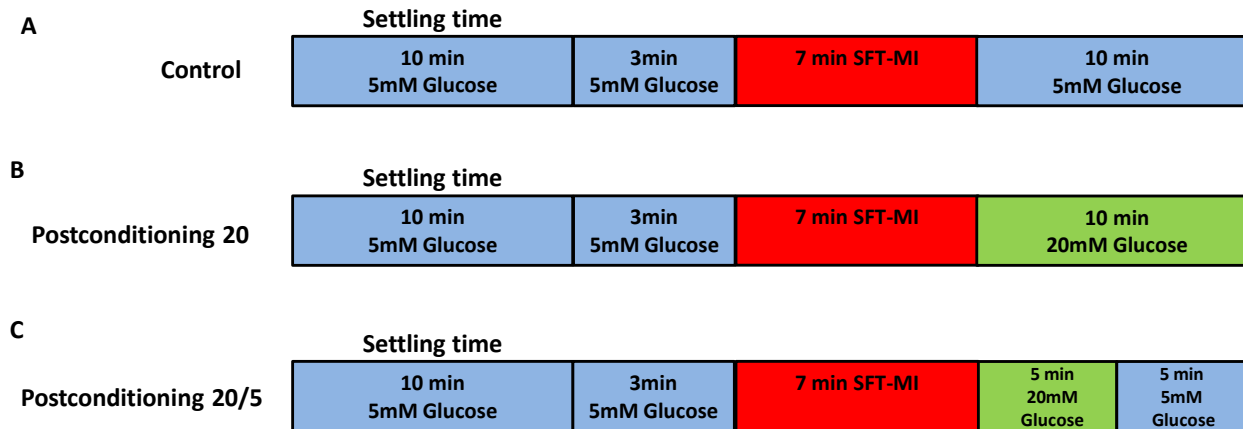 A
Settling time
Control
10 min
5mM Glucose
3min
5mM Glucose
7 min SFT-MI
10 min
5mM Glucose
B
Settling time
Postconditioning 20
10 min
5mM Glucose
3min
5mM Glucose
7 min SFT-MI
10 min
20mM Glucose
C
Settling time
Postconditioning 20/5
10 min
5mM Glucose
3min
5mM Glucose
7 min SFT-MI
5 min
20mM
Glucose
5 min
5mM
Glucose